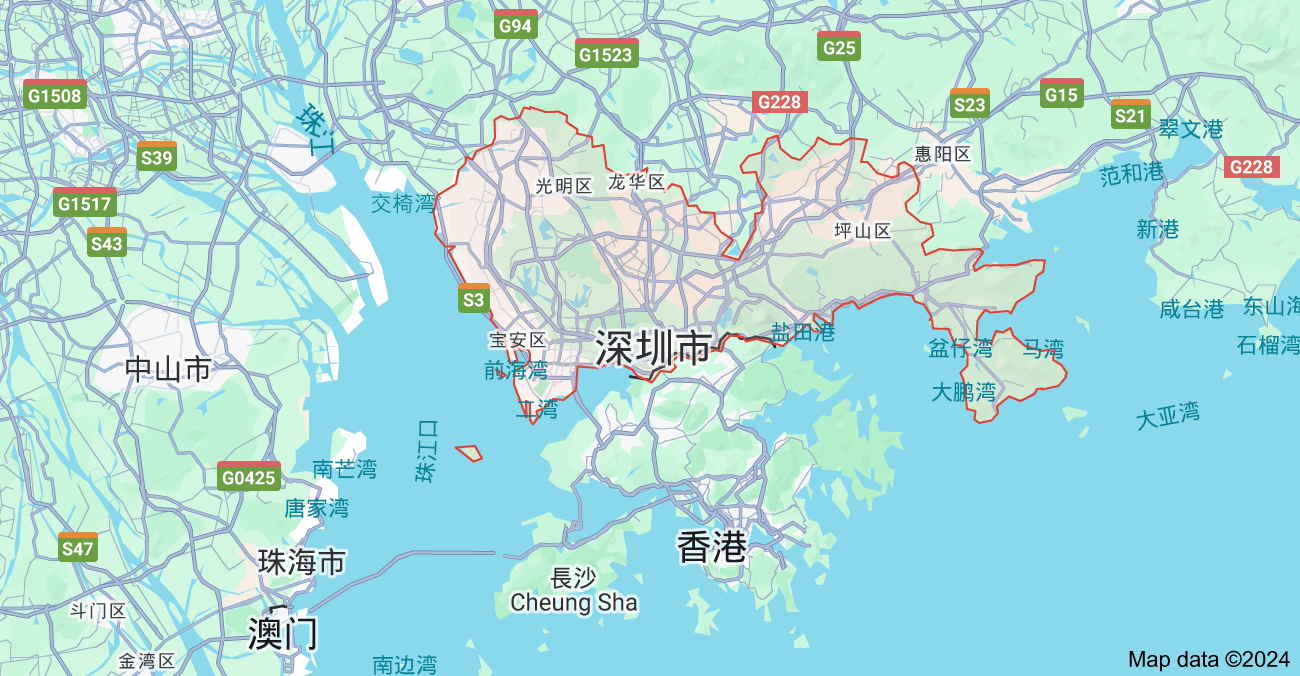 G94
G1523
G25
G1508
G228
S23
G15
S21
珠江
翠文港
S39
惠阳区
G228
光明区
龙华区
范和港
G1517
交椅湾
S43
坪山区
新港
S3
咸台港
东山海
盐田港
宝安区
深圳市
盆仔湾
马湾
石榴湾
中山市
前海湾
大鹏湾
大亚湾
珠江口
G0425
南芒湾
唐家湾
S47
香港
珠海市
長沙
Cheung Sha
斗门区
澳门
金湾区
南边湾
Map data ©2024